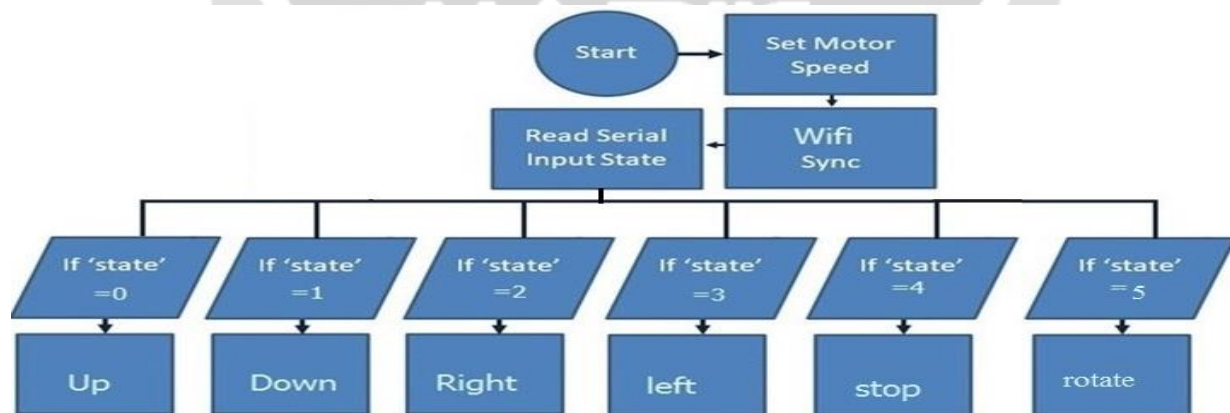 Start
Set Motor
Speed
Read Serial
Input State
Wifi
Sync
If ‘state’
=0
If ‘state’
=1
If ‘state’
=2
If ‘state’
=3
If ‘state’
=4
If ‘state’
= 5
Up
Down
Right
left
stop
rotate